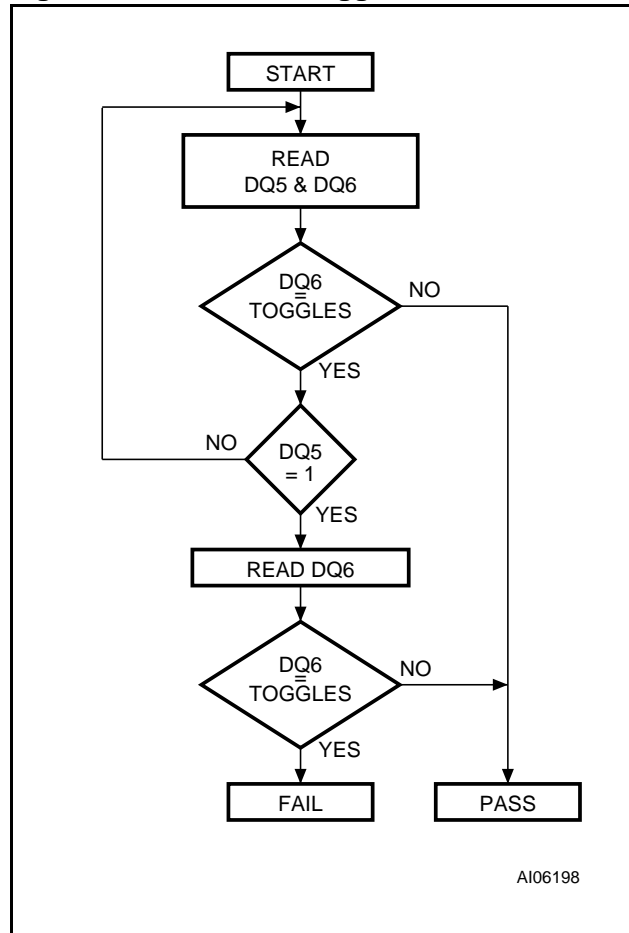 START
READ
DQ5 & DQ6
DQ6
=
TOGGLES
NO
YES
NO
DQ5
= 1
YES
READ DQ6
DQ6
=
TOGGLES
NO
YES
FAIL
PASS
AI06198